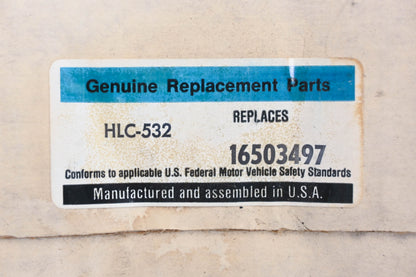 Genuine Replacement Parts
REPLACES
HLC-532
16503497
Conforms to applicable U.S. Federal Motor Vehicle Safety Standards
Manufactured and assembled in U.S.A.